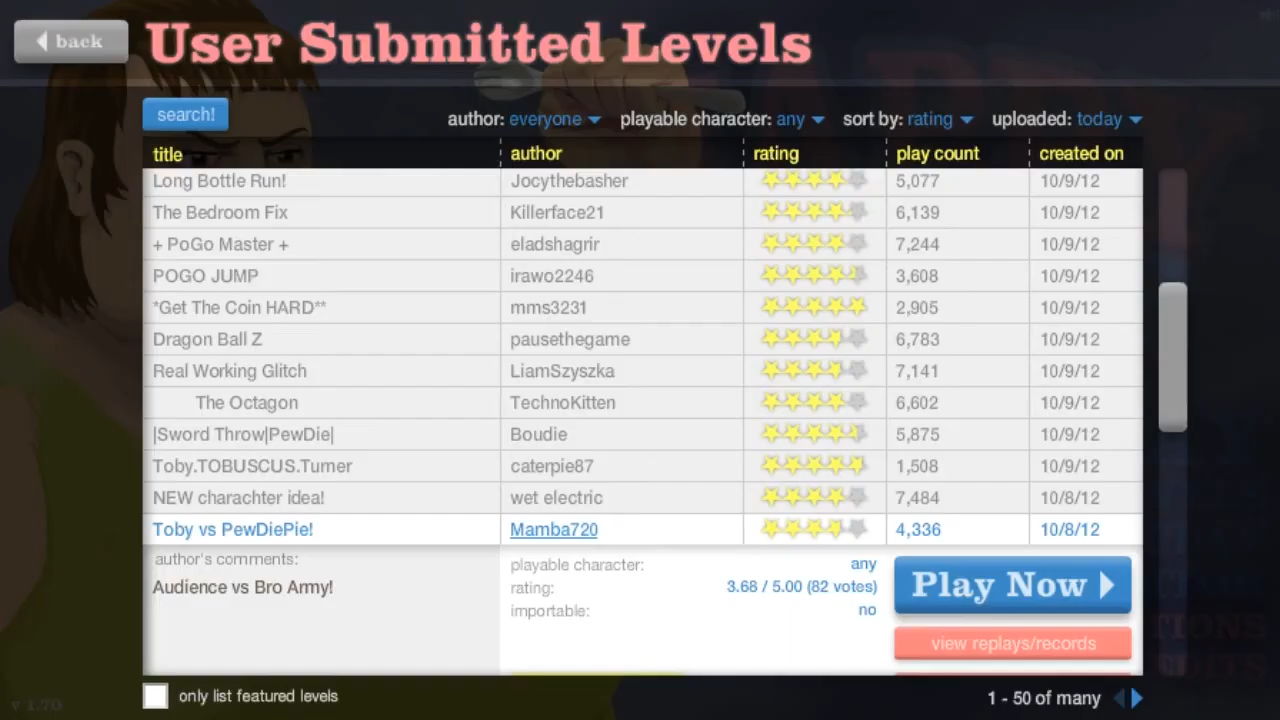 back
User Submitted Levels
search!
author: everyone playable character: any sort by: rating uploaded: today
title author rating play count created on
Long Bottle Run! Jocythebasher 5,077 10/9/12
The Bedroom Fix Killerface21 6,139 10/9/12
+ PoGo Master + eladshagrir 7,244 10/9/12
POGO JUMP irawo2246 3,608 10/9/12
*Get The Coin HARD** mms3231 2,905 10/9/12
Dragon Ball Z pausethegame 6,783 10/9/12
Real Working Glitch LiamSzyszka 7,141 10/9/12
The Octagon TechnoKitten 6,602 10/9/12
|Sword Throw|PewDie| Boudie 5,875 10/9/12
Toby.TOBUSCUS.Turner caterpie87 1,508 10/9/12
NEW charachter idea! wet electric 7,484 10/8/12
Toby vs PewDiePie! Mamba720 4,336 10/8/12
author's comments:
Audience vs Bro Army!
playable character: any
rating: 3.68 / 5.00 (82 votes)
importable: no
Play Now
view replays/records
only list featured levels
1 - 50 of many
v 1.70